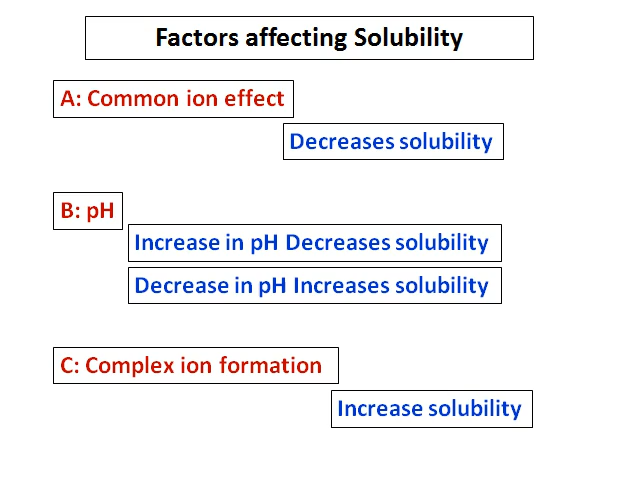 Factors affecting Solubility
A: Common ion effect
Decreases solubility
B: pH
Increase in pH Decreases solubility
Decrease in pH Increases solubility
C: Complex ion formation
Increase solubility